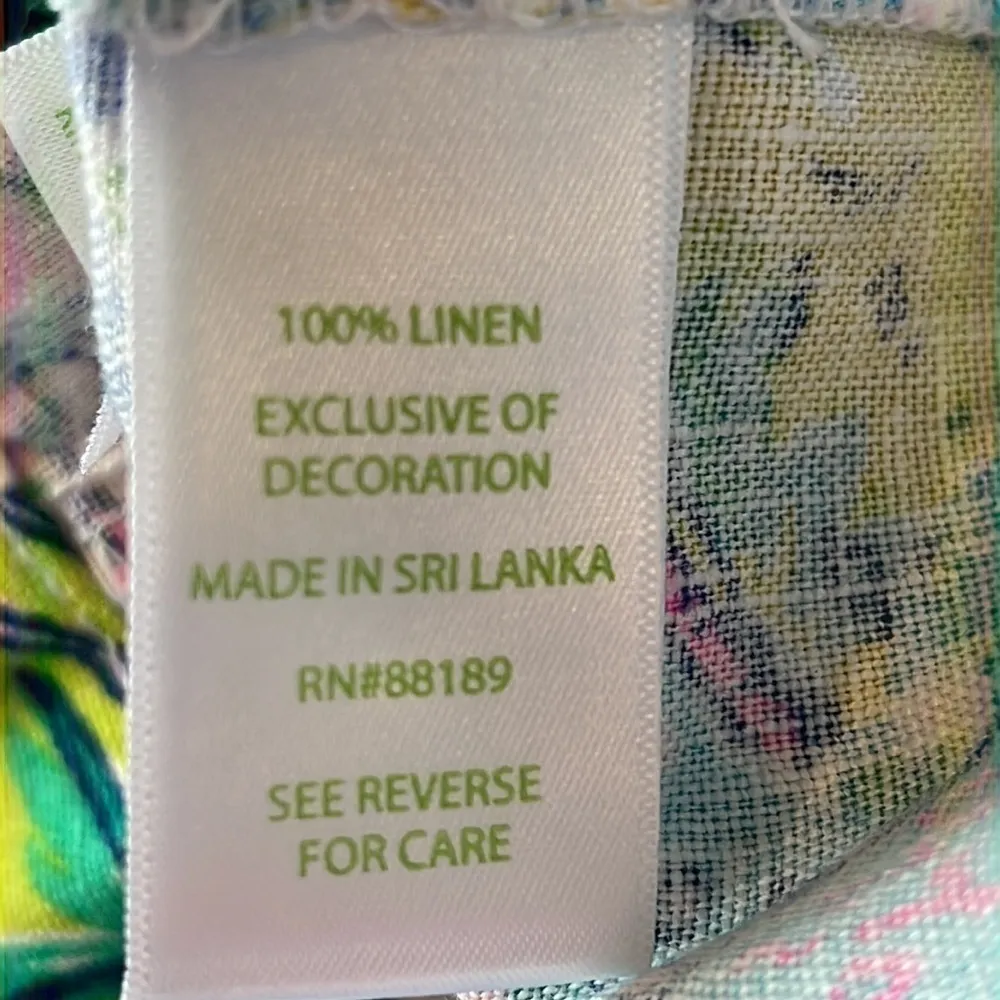 100% LINEN
EXCLUSIVE OF
DECORATION
MADE IN SRI LANKA
RN#88189
SEE REVERSE
FOR CARE